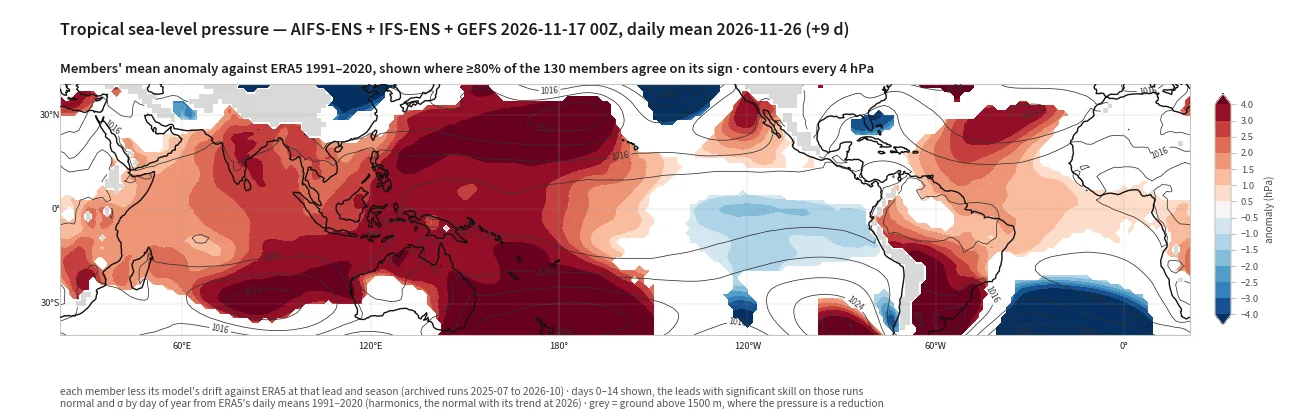 Tropical sea-level pressure — AIFS-ENS + IFS-ENS + GEFS 2026-11-17 00Z, daily mean 2026-11-26 (+9 d)
Members' mean anomaly against ERA5 1991–2020, shown where ≥80% of the 130 members agree on its sign · contours every 4 hPa
30°N
0°
30°S
60°E
120°E
180°
120°W
60°W
0°
1016
1016
1016
1016
1016
1016
1024
1016
4.0
3.0
2.5
2.0
1.5
1.0
0.5
−0.5
−1.0
−1.5
−2.0
−2.5
−3.0
−4.0
anomaly (hPa)
each member less its model's drift against ERA5 at that lead and season (archived runs 2025-07 to 2026-10) · days 0–14 shown, the leads with significant skill on those runs
normal and σ by day of year from ERA5's daily means 1991–2020 (harmonics, the normal with its trend at 2026) · grey = ground above 1500 m, where the pressure is a reduction